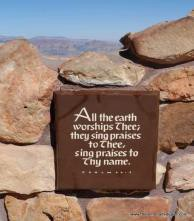 All the earth
worships Thee;
they sing praises
to Thee,
sing praises to
Thy name.